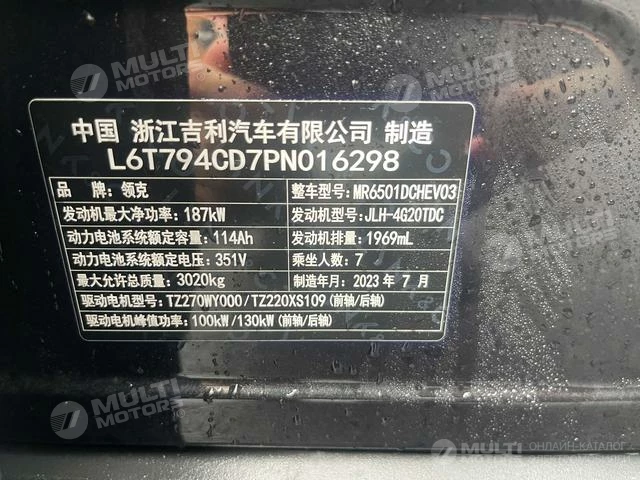 中国 浙江吉利汽车有限公司 制造
L6T794CD7PN016298
品 牌: 领克 整车型号: MR6501DCHEV03
发动机最大净功率: 187kW 发动机型号: JLH-4G20TDC
动力电池系统额定容量: 114Ah 发动机排量: 1969mL
动力电池系统额定电压: 351V 乘坐人数: 7
最大允许总质量: 3020kg 制造年月: 2023 年 7 月
驱动电机型号: TZ270WY000/TZ220XS109 (前轴/后轴)
驱动电机峰值功率: 100kW/130kW (前轴/后轴)
MULTI MOTORS
MULTI MOTORS
MULTI MOTORS
MULTI MOTORS
MULTI
ОНЛАЙН-КАТАЛОГ